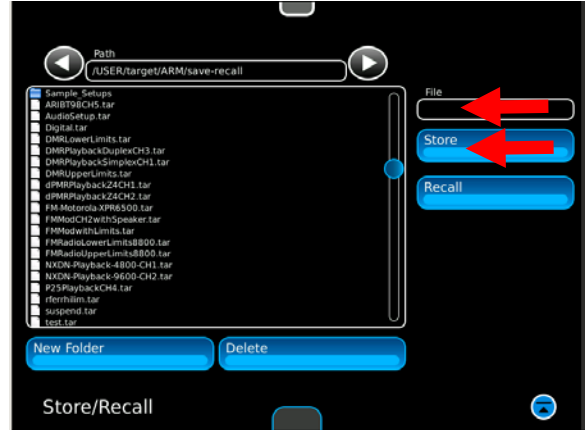 Path
/USER/target/ARM/save-recall
Sample_Setups
ARIBT98CH5.tar
AudioSetup.tar
Digital.tar
DMRLowerLimits.tar
DMRPlaybackDuplexCH3.tar
DMRPlaybackSimplexCH1.tar
DMRUpperLimits.tar
dPMRPlaybackZ4CH1.tar
dPMRPlaybackZ4CH2.tar
FM-Motorola-XPR6500.tar
FMModCH2withSpeaker.tar
FMModwithLimits.tar
FMRadioLowerLimits8800.tar
FMRadioUpperLimits8800.tar
NXDN-Playback-4800-CH1.tar
NXDN-Playback-9600-CH2.tar
P25PlaybackCH4.tar
rferrhilim.tar
suspend.tar
test.tar
File
Store
Recall
New Folder
Delete
Store/Recall